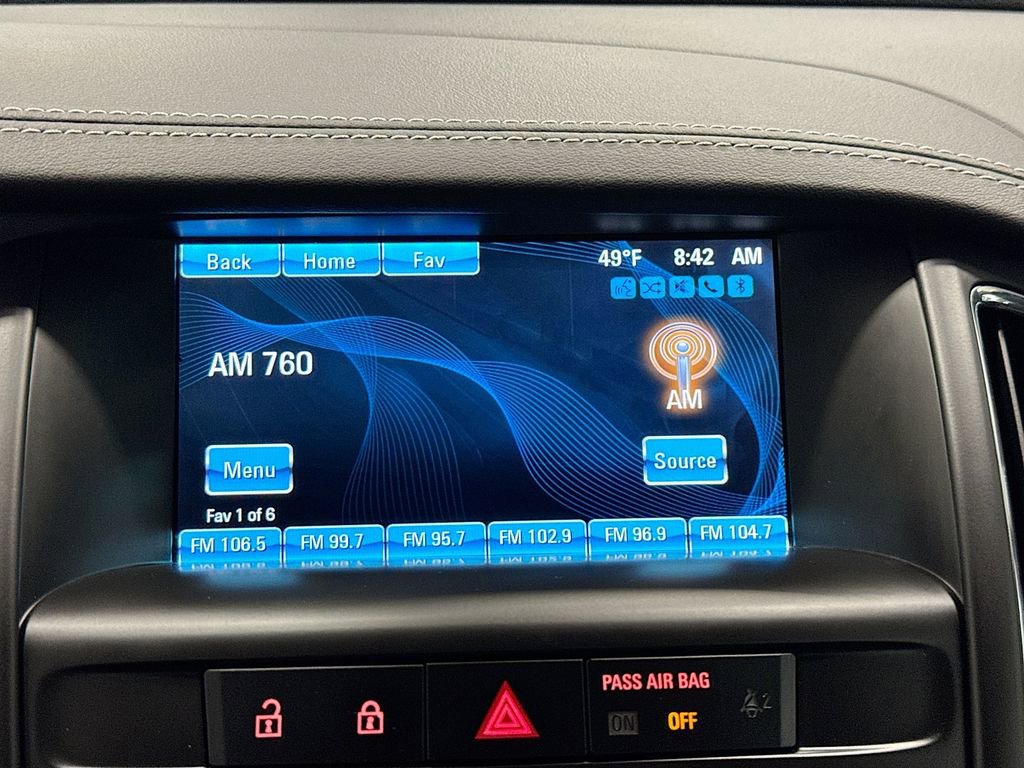 Back Home Fav 49°F 8:42 AM
AM 760
AM
Menu Source
Fav 1 of 6
FM 106.5 FM 99.7 FM 95.7 FM 102.9 FM 96.9 FM 104.7
PASS AIR BAG
ON OFF 2